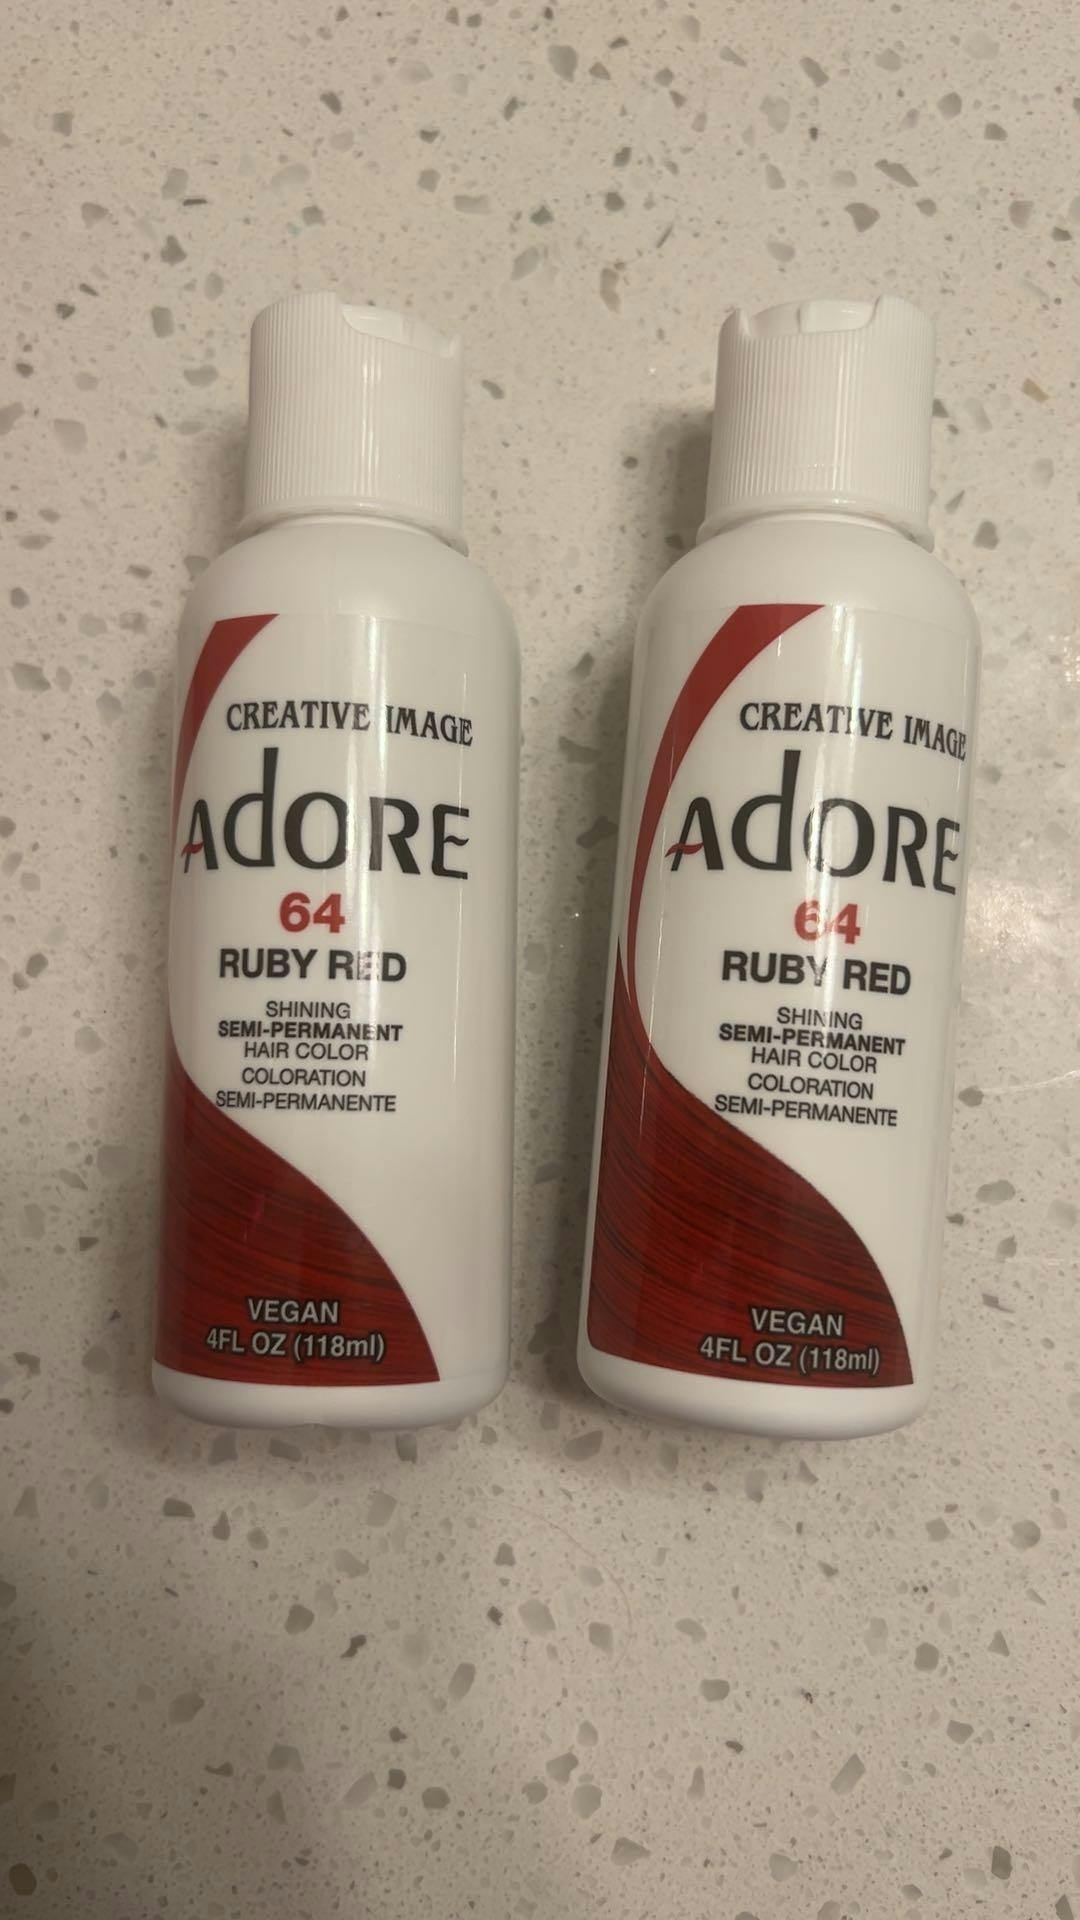 CREATIVE IMAGE
ADORE
64
RUBY RED
SHINING
SEMI-PERMANENT
HAIR COLOR
COLORATION
SEMI-PERMANENTE
VEGAN
4FL OZ (118ml)
CREATIVE IMAGE
ADORE
64
RUBY RED
SHINING
SEMI-PERMANENT
HAIR COLOR
COLORATION
SEMI-PERMANENTE
VEGAN
4FL OZ (118ml)